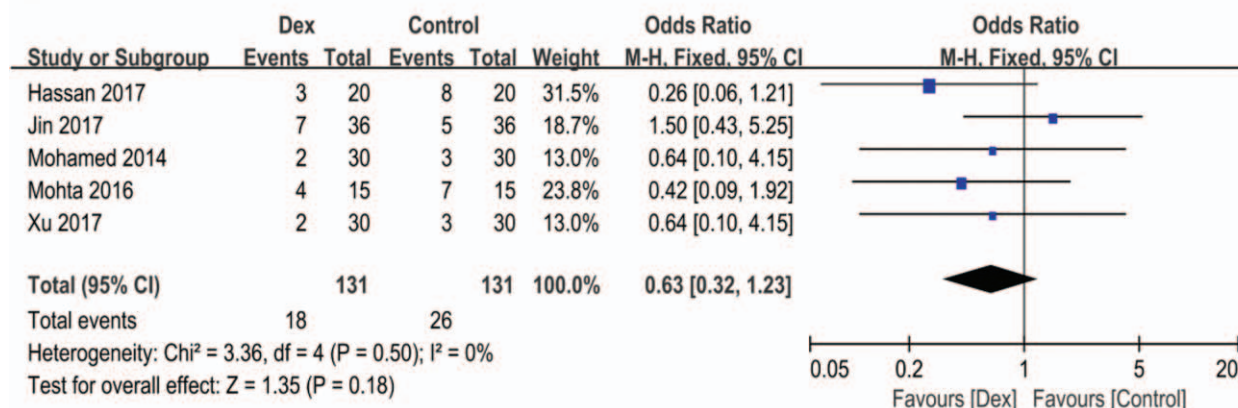 Dex Control Odds Ratio Odds Ratio
Study or Subgroup Events Total Events Total Weight M-H, Fixed, 95% CI M-H, Fixed, 95% CI
Hassan 2017 3 20 8 20 31.5% 0.26 [0.06, 1.21]
Jin 2017 7 36 5 36 18.7% 1.50 [0.43, 5.25]
Mohamed 2014 2 30 3 30 13.0% 0.64 [0.10, 4.15]
Mohta 2016 4 15 7 15 23.8% 0.42 [0.09, 1.92]
Xu 2017 2 30 3 30 13.0% 0.64 [0.10, 4.15]
Total (95% CI) 131 131 100.0% 0.63 [0.32, 1.23]
Total events 18 26
Heterogeneity: Chi² = 3.36, df = 4 (P = 0.50); I² = 0%
Test for overall effect: Z = 1.35 (P = 0.18)
0.05 0.2 1 5 20
Favours [Dex] Favours [Control]